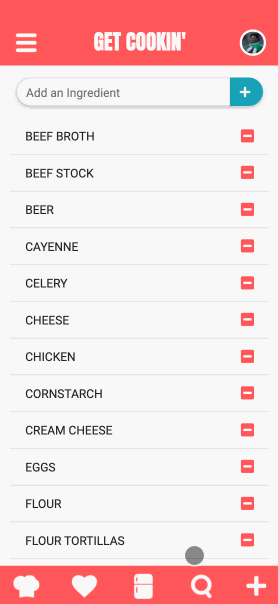 GET COOKIN'
Add an Ingredient
BEEF BROTH
BEEF STOCK
BEER
CAYENNE
CELERY
CHEESE
CHICKEN
CORNSTARCH
CREAM CHEESE
EGGS
FLOUR
FLOUR TORTILLAS